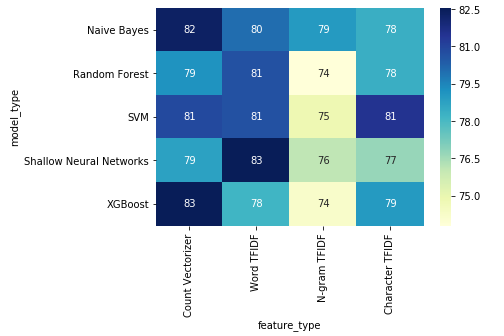 model_type
Naive Bayes 82 80 79 78
Random Forest 79 81 74 78
SVM 81 81 75 81
Shallow Neural Networks 79 83 76 77
XGBoost 83 78 74 79
Count Vectorizer
Word TFIDF
N-gram TFIDF
Character TFIDF
feature_type
82.5
81.0
79.5
78.0
76.5
75.0